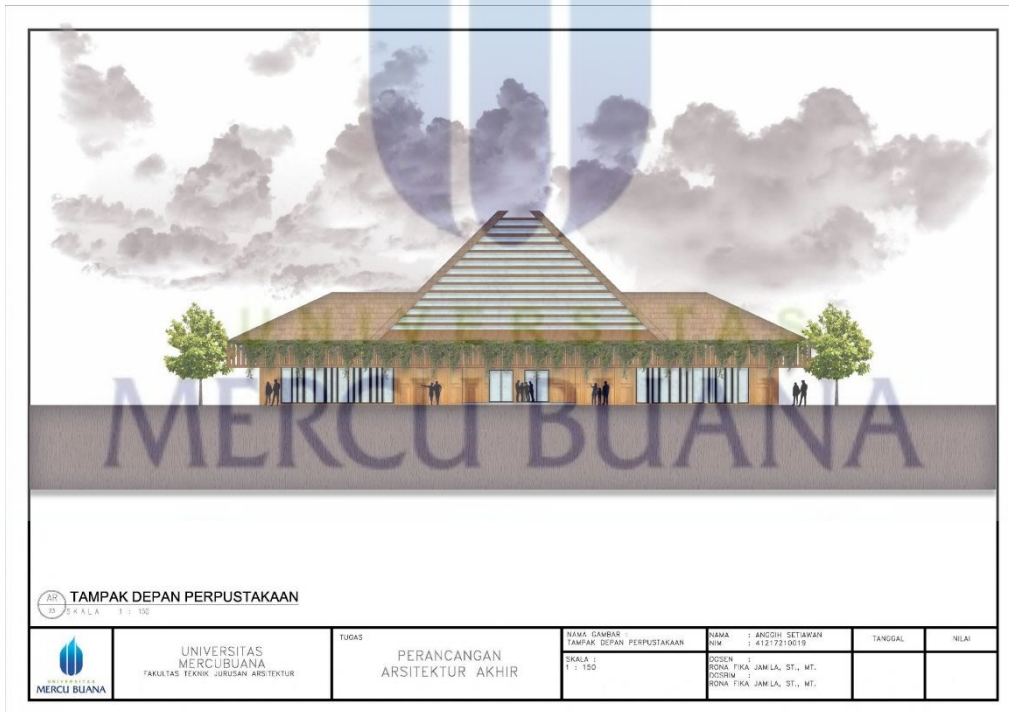 UNIVERSITAS
MERCU BUANA
AR
TAMPAK DEPAN PERPUSTAKAAN
SKALA 1 : 150
UNIVERSITAS
MERCU BUANA
UNIVERSITAS
MERCUBUANA
FAKULTAS TEKNIK JURUSAN ARSITEKTUR
TUGAS
PERANCANGAN
ARSITEKTUR AKHIR
NAMA GAMBAR :
TAMPAK DEPAN PERPUSTAKAAN
SKALA :
1 : 150
NAMA : ANGGIH SETIAWAN
NIM : 41217210019
DOSEN :
RONA FIKA JAMILA, ST., MT.
DOSBIM :
RONA FIKA JAMILA, ST., MT.
TANGGAL
NILAI